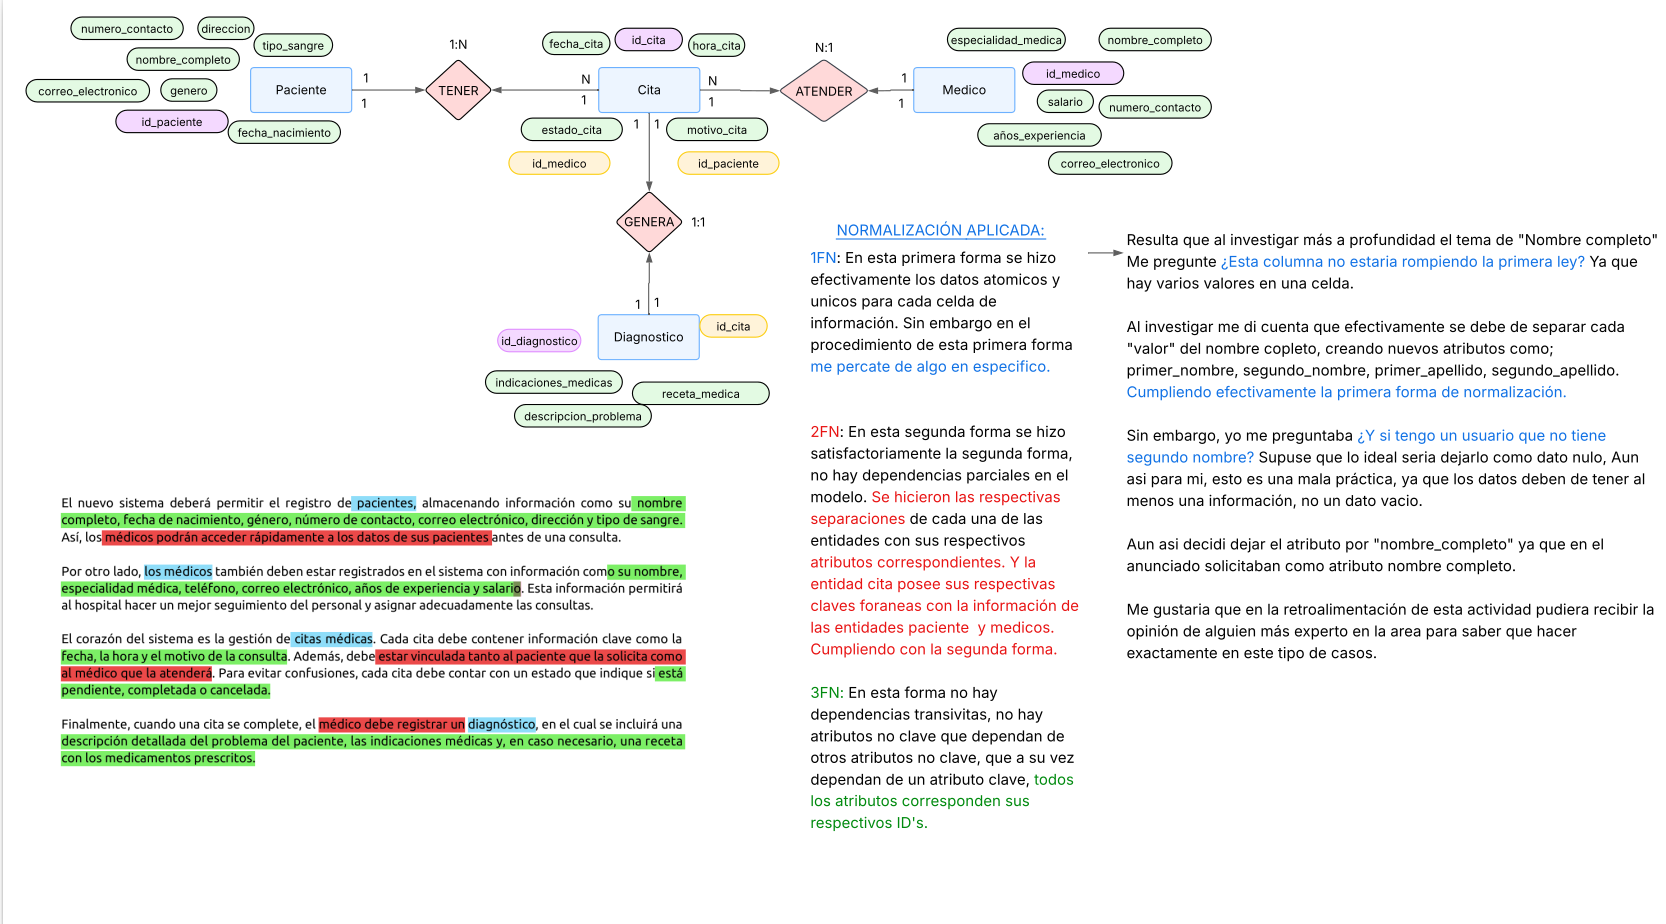 numero_contacto
direccion
tipo_sangre
nombre_completo
correo_electronico
genero
id_paciente
fecha_nacimiento
Paciente
1
1
1:N
TENER
fecha_cita
id_cita
hora_cita
N
1
Cita
N
1
estado_cita
1
1
motivo_cita
id_medico
id_paciente
N:1
ATENDER
especialidad_medica
nombre_completo
1
1
Medico
id_medico
salario
numero_contacto
años_experiencia
correo_electronico
GENERA
1:1
1
1
Diagnostico
id_cita
id_diagnostico
indicaciones_medicas
receta_medica
descripcion_problema
El nuevo sistema deberá permitir el registro de pacientes, almacenando información como su nombre
completo, fecha de nacimiento, género, número de contacto, correo electrónico, dirección y tipo de sangre.
Así, los médicos podrán acceder rápidamente a los datos de sus pacientes antes de una consulta.
Por otro lado, los médicos también deben estar registrados en el sistema con información como su nombre,
especialidad médica, teléfono, correo electrónico, años de experiencia y salario. Esta información permitirá
al hospital hacer un mejor seguimiento del personal y asignar adecuadamente las consultas.
El corazón del sistema es la gestión de citas médicas. Cada cita debe contener información clave como la
fecha, la hora y el motivo de la consulta. Además, debe estar vinculada tanto al paciente que la solicita como
al médico que la atenderá. Para evitar confusiones, cada cita debe contar con un estado que indique si está
pendiente, completada o cancelada.
Finalmente, cuando una cita se complete, el médico debe registrar un diagnóstico, en el cual se incluirá una
descripción detallada del problema del paciente, las indicaciones médicas y, en caso necesario, una receta
con los medicamentos prescritos.
NORMALIZACIÓN APLICADA:
1FN: En esta primera forma se hizo
efectivamente los datos atomicos y
unicos para cada celda de
información. Sin embargo en el
procedimiento de esta primera forma
me percate de algo en especifico.
2FN: En esta segunda forma se hizo
satisfactoriamente la segunda forma,
no hay dependencias parciales en el
modelo. Se hicieron las respectivas
separaciones de cada una de las
entidades con sus respectivos
atributos correspondientes. Y la
entidad cita posee sus respectivas
claves foraneas con la información de
las entidades paciente y medicos.
Cumpliendo con la segunda forma.
3FN: En esta forma no hay
dependencias transivitas, no hay
atributos no clave que dependan de
otros atributos no clave, que a su vez
dependan de un atributo clave, todos
los atributos corresponden sus
respectivos ID's.
Resulta que al investigar más a profundidad el tema de "Nombre completo"
Me pregunte ¿Esta columna no estaria rompiendo la primera ley? Ya que
hay varios valores en una celda.
Al investigar me di cuenta que efectivamente se debe de separar cada
"valor" del nombre copleto, creando nuevos atributos como;
primer_nombre, segundo_nombre, primer_apellido, segundo_apellido.
Cumpliendo efectivamente la primera forma de normalización.
Sin embargo, yo me preguntaba ¿Y si tengo un usuario que no tiene
segundo nombre? Supuse que lo ideal seria dejarlo como dato nulo, Aun
asi para mi, esto es una mala práctica, ya que los datos deben de tener al
menos una información, no un dato vacio.
Aun asi decidi dejar el atributo por "nombre_completo" ya que en el
anunciado solicitaban como atributo nombre completo.
Me gustaria que en la retroalimentación de esta actividad pudiera recibir la
opinión de alguien más experto en la area para saber que hacer
exactamente en este tipo de casos.